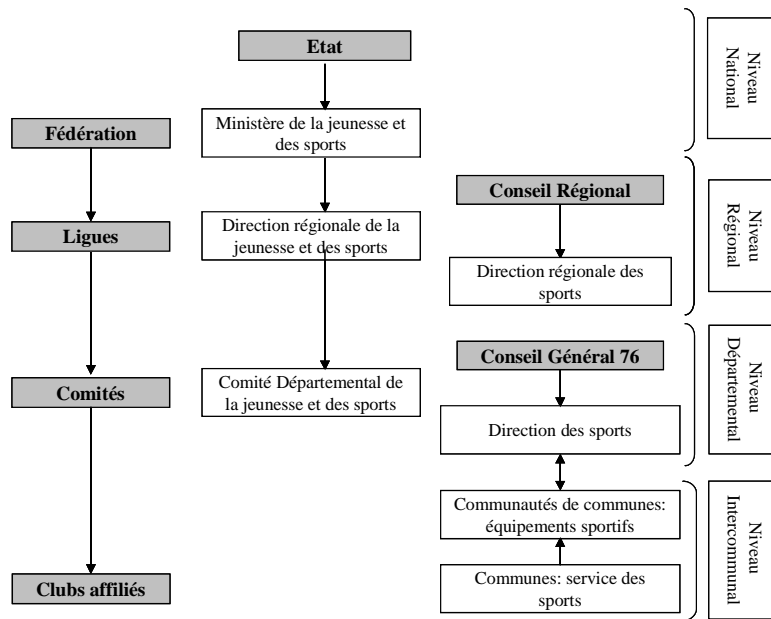 Etat
Ministère de la jeunesse et
des sports
Fédération
Niveau
National
Conseil Régional
Ligues
Direction régionale de la
jeunesse et des sports
Direction régionale des
sports
Niveau
Régional
Conseil Général 76
Comités
Comité Départemental de
la jeunesse et des sports
Direction des sports
Niveau
Départemental
Communautés de communes:
équipements sportifs
Clubs affiliés
Communes: service des
sports
Niveau
Intercommunal